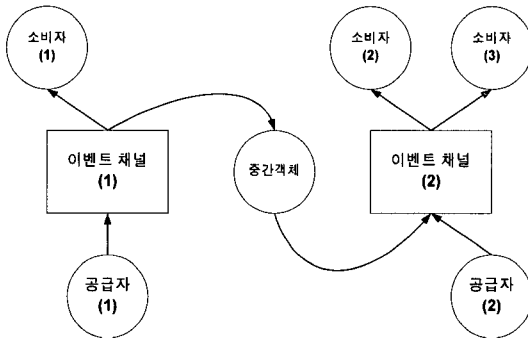 소비자
(1)
소비자
(2)
소비자
(3)
이벤트 채널
(1)
중간객체
이벤트 채널
(2)
공급자
(1)
공급자
(2)